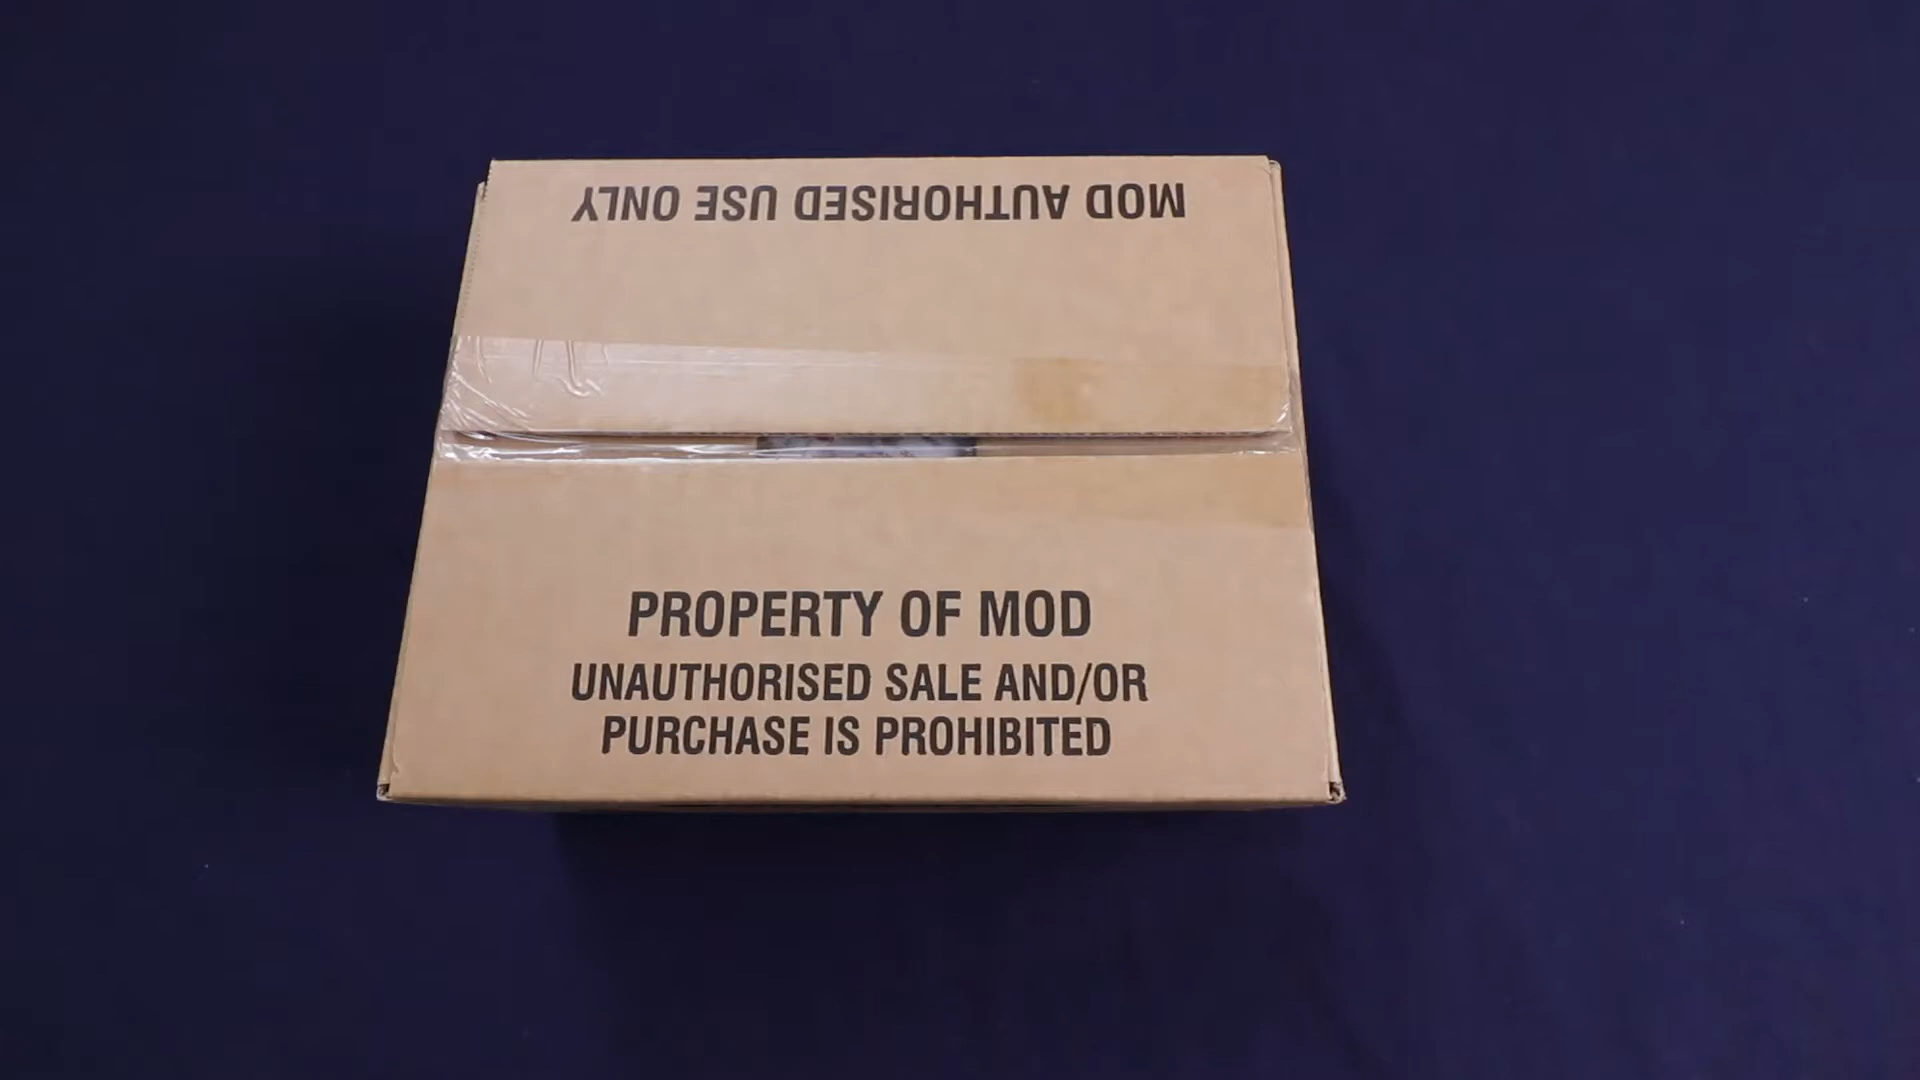 MOD AUTHORISED USE ONLY
PROPERTY OF MOD
UNAUTHORISED SALE AND/OR
PURCHASE IS PROHIBITED